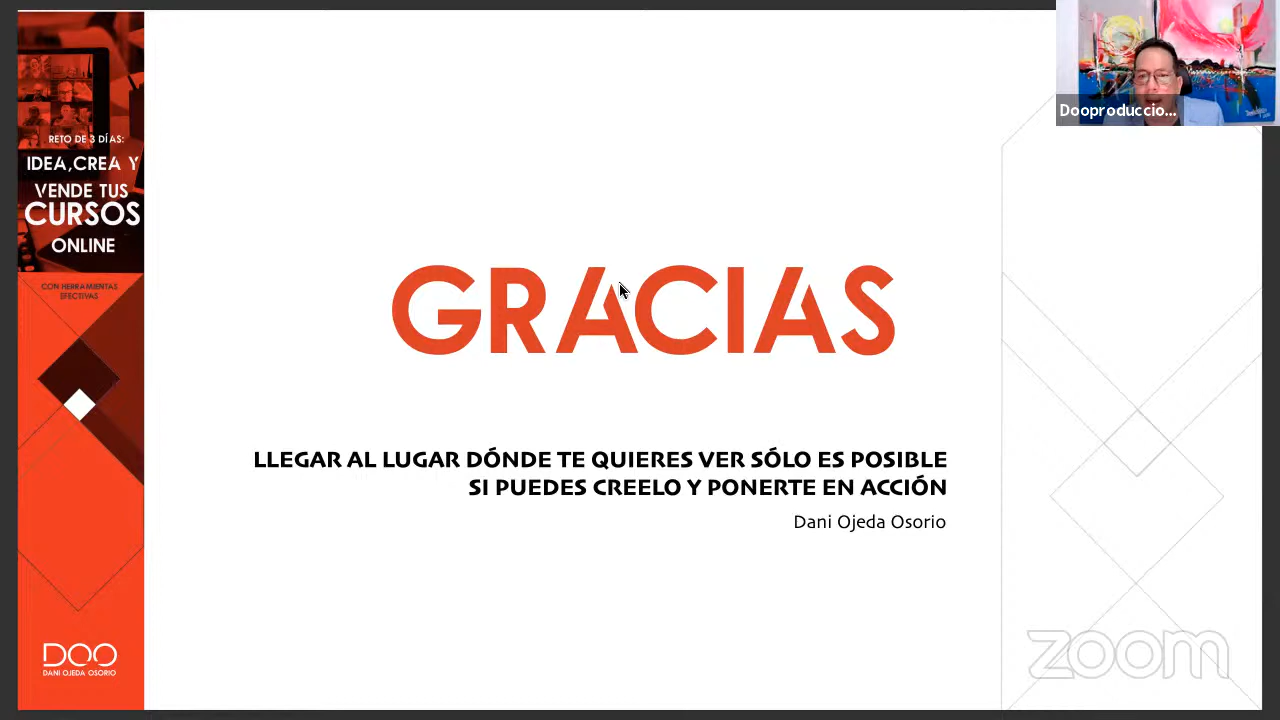 RETO DE 3 DÍAS:
IDEA,CREA Y
VENDE TUS
CURSOS
ONLINE
CON HERRAMIENTAS
EFECTIVAS
DOO
DANI OJEDA OSORIO
GRACIAS
LLEGAR AL LUGAR DÓNDE TE QUIERES VER SÓLO ES POSIBLE
SI PUEDES CREELO Y PONERTE EN ACCIÓN
Dani Ojeda Osorio
Dooproduccio...
zoom